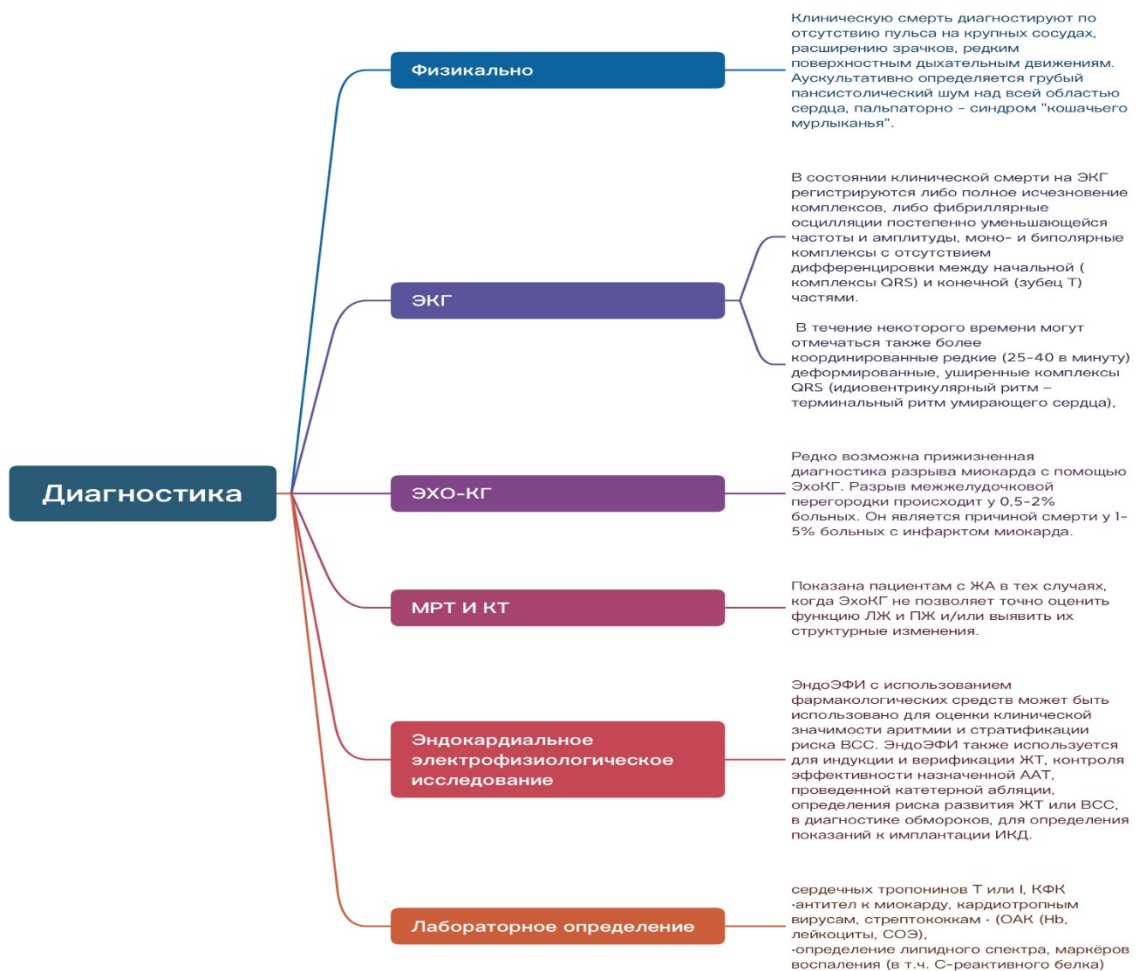 Диагностика
Физикально
Клиническую смерть диагностируют по
отсутствию пульса на крупных сосудах,
расширению зрачков, редким
поверхностным дыхательным движениям.
Аускультативно определяется грубый
пансистолический шум над всей областью
сердца, пальпаторно - синдром "кошачьего
мурлыканья".
ЭКГ
В состоянии клинической смерти на ЭКГ
регистрируются либо полное исчезновение
комплексов, либо фибриллярные
осцилляции постепенно уменьшающейся
частоты и амплитуды, моно- и биполярные
комплексы с отсутствием
дифференцировки между начальной (
комплексы QRS) и конечной (зубец Т)
частями.
В течение некоторого времени могут
отмечаться также более
координированные редкие (25-40 в минуту)
деформированные, уширенные комплексы
QRS (идиовентрикулярный ритм –
терминальный ритм умирающего сердца),
ЭХО-КГ
Редко возможна прижизненная
диагностика разрыва миокарда с помощью
ЭхоКГ. Разрыв межжелудочковой
перегородки происходит у 0,5-2%
больных. Он является причиной смерти у 1-
5% больных с инфарктом миокарда.
МРТ И КТ
Показана пациентам с ЖА в тех случаях,
когда ЭхоКГ не позволяет точно оценить
функцию ЛЖ и ПЖ и/или выявить их
структурные изменения.
Эндокардиальное
электрофизиологическое
исследование
ЭндоЭФИ с использованием
фармакологических средств может быть
использовано для оценки клинической
значимости аритмии и стратификации
риска ВСС. ЭндоЭФИ также используется
для индукции и верификации ЖТ, контроля
эффективности назначенной ААТ,
проведенной катетерной абляции,
определения риска развития ЖТ или ВСС,
в диагностике обмороков, для определения
показаний к имплантации ИКД.
Лабораторное определение
сердечных тропонинов Т или I, КФК
•антител к миокарду, кардиотропным
вирусам, стрептококкам • (ОАК (Hb,
лейкоциты, СОЭ),
•определение липидного спектра, маркёров
воспаления (в т.ч. С-реактивного белка)